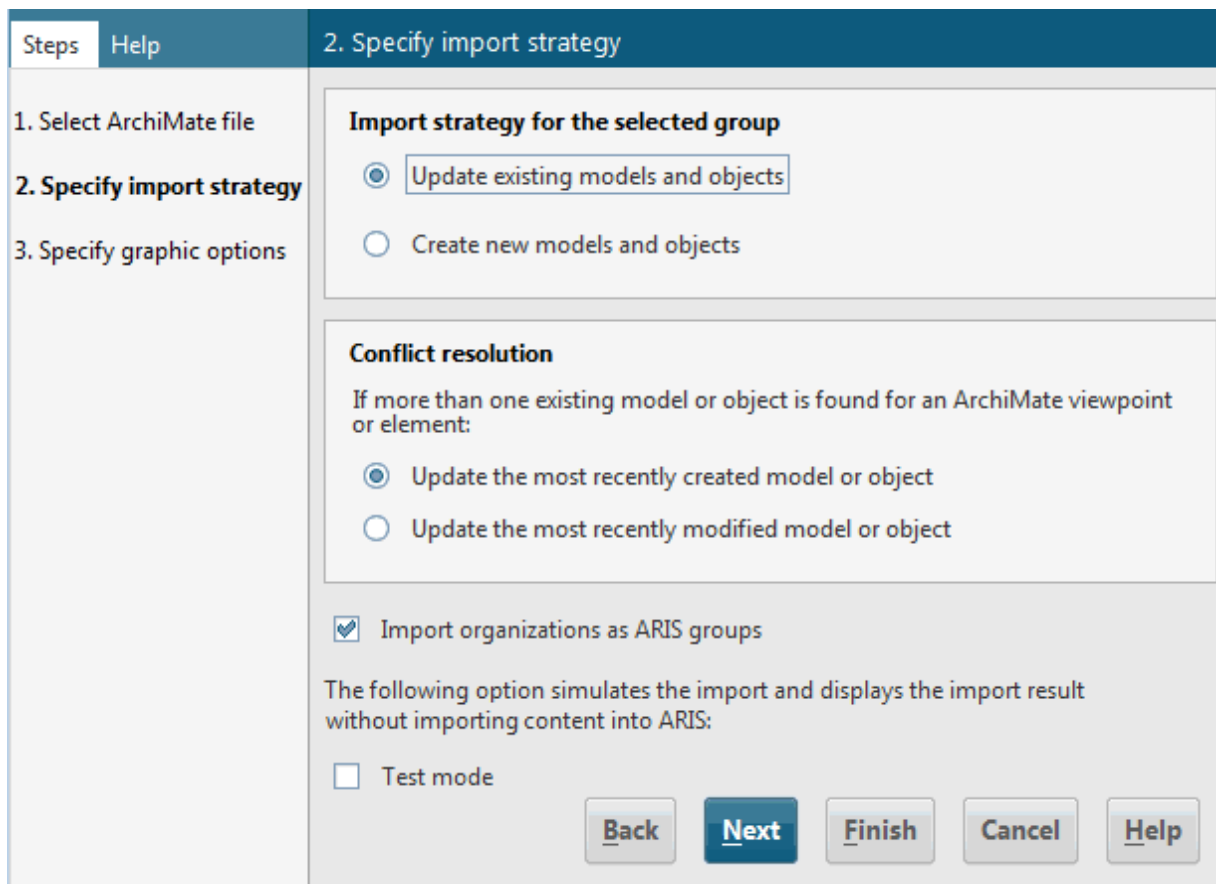 Steps
Help
2. Specify import strategy
1. Select ArchiMate file
2. Specify import strategy
3. Specify graphic options
Import strategy for the selected group
Update existing models and objects
Create new models and objects
Conflict resolution
If more than one existing model or object is found for an ArchiMate viewpoint
or element:
Update the most recently created model or object
Update the most recently modified model or object
Import organizations as ARIS groups
The following option simulates the import and displays the import result
without importing content into ARIS:
Test mode
Back
Next
Finish
Cancel
Help